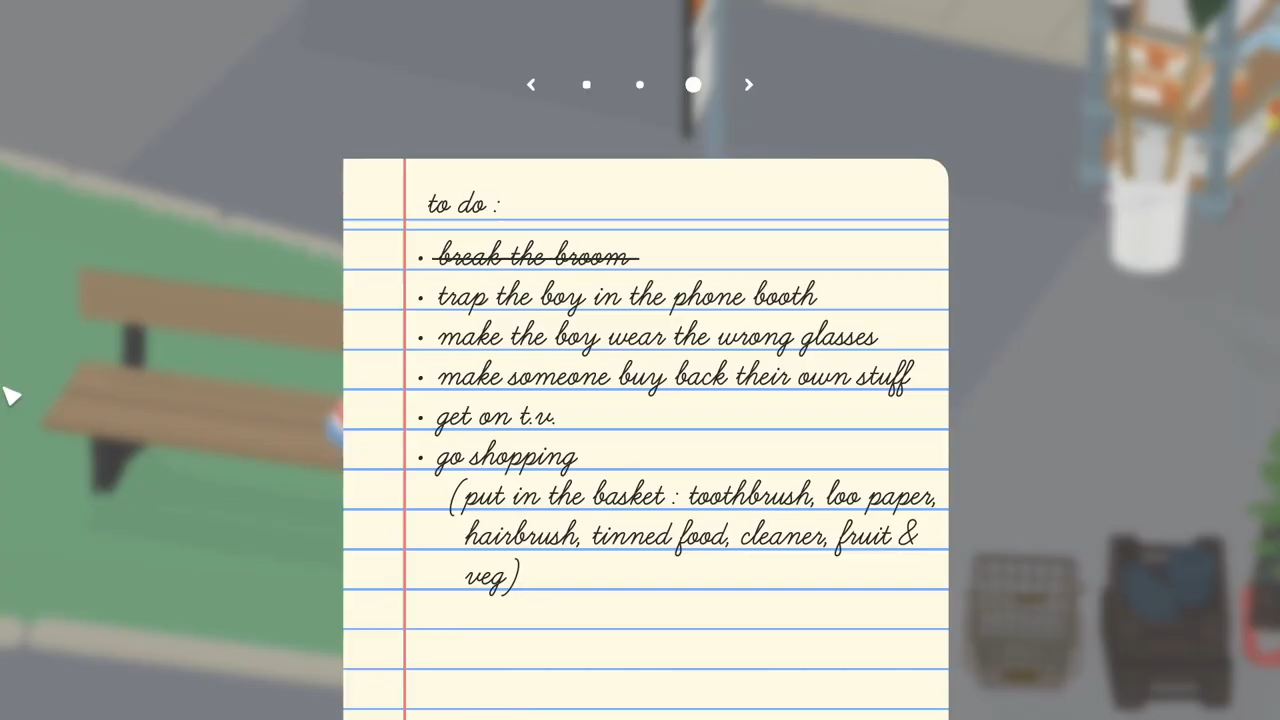 to do :
• break the broom
• trap the boy in the phone booth
• make the boy wear the wrong glasses
• make someone buy back their own stuff
• get on t.v.
• go shopping
(put in the basket : toothbrush, loo paper,
hairbrush, tinned food, cleaner, fruit &
veg)